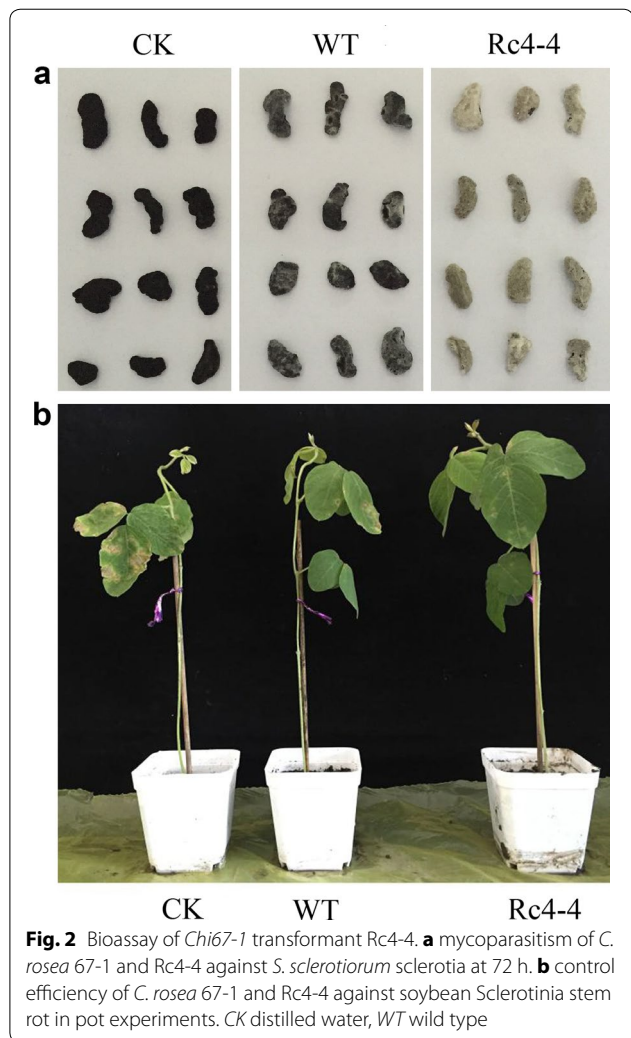 CK WT Rc4-4
a
b
CK WT Rc4-4
Fig. 2 Bioassay of Chi67-1 transformant Rc4-4. a mycoparasitism of C.
rosea 67-1 and Rc4-4 against S. sclerotiorum sclerotia at 72 h. b control
efficiency of C. rosea 67-1 and Rc4-4 against soybean Sclerotinia stem
rot in pot experiments. CK distilled water, WT wild type